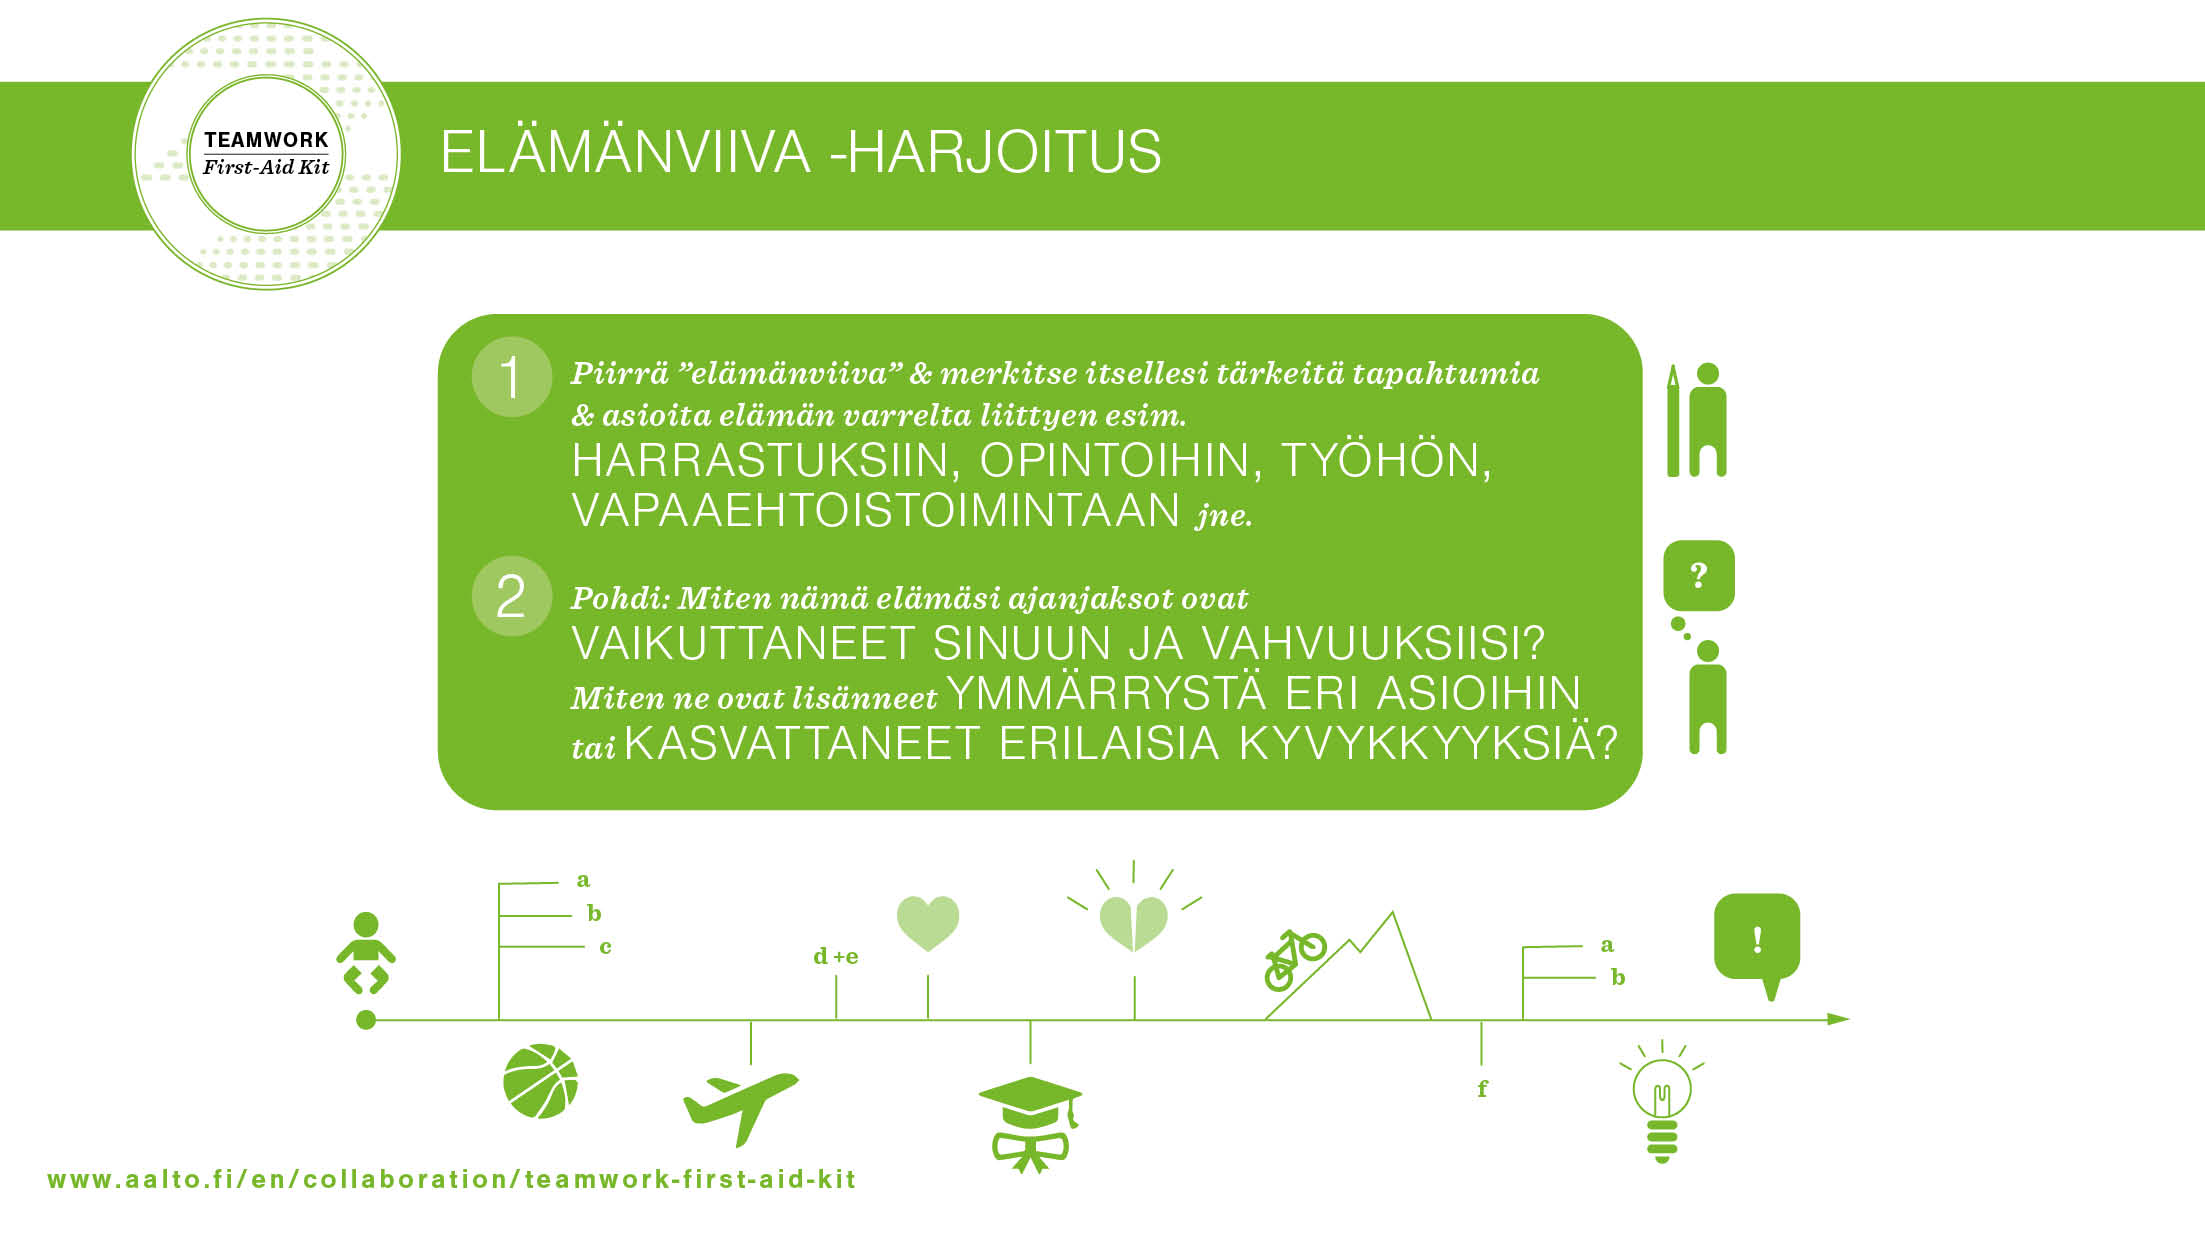 TEAMWORK
First-Aid Kit
ELÄMÄNVIIVA -HARJOITUS
1
Piirrä ”elämänviiva” & merkitse itsellesi tärkeitä tapahtumia
& asioita elämän varrelta liittyen esim.
HARRASTUKSIIN, OPINTOIHIN, TYÖHÖN,
VAPAAEHTOISTOIMINTAAN jne.
2
Pohdi: Miten nämä elämäsi ajanjaksot ovat
VAIKUTTANEET SINUUN JA VAHVUUKSIISI?
Miten ne ovat lisänneet YMMÄRRYSTÄ ERI ASIOIHIN
tai KASVATTANEET ERILAISIA KYVYKKYYKSIÄ?
?
a
b
c
d+e
a
b
!
f
www.aalto.fi/en/collaboration/teamwork-first-aid-kit